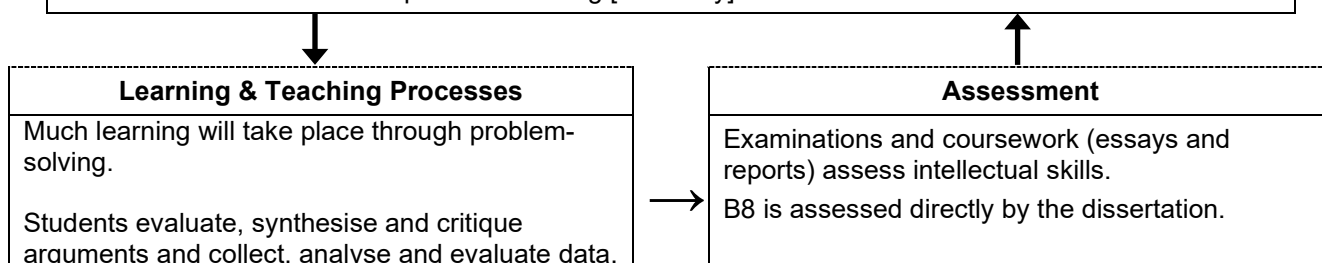 Learning & Teaching Processes
Much learning will take place through problem-
solving.
Students evaluate, synthesise and critique
arguments and collect, analyse and evaluate data.
Assessment
Examinations and coursework (essays and
reports) assess intellectual skills.
B8 is assessed directly by the dissertation.